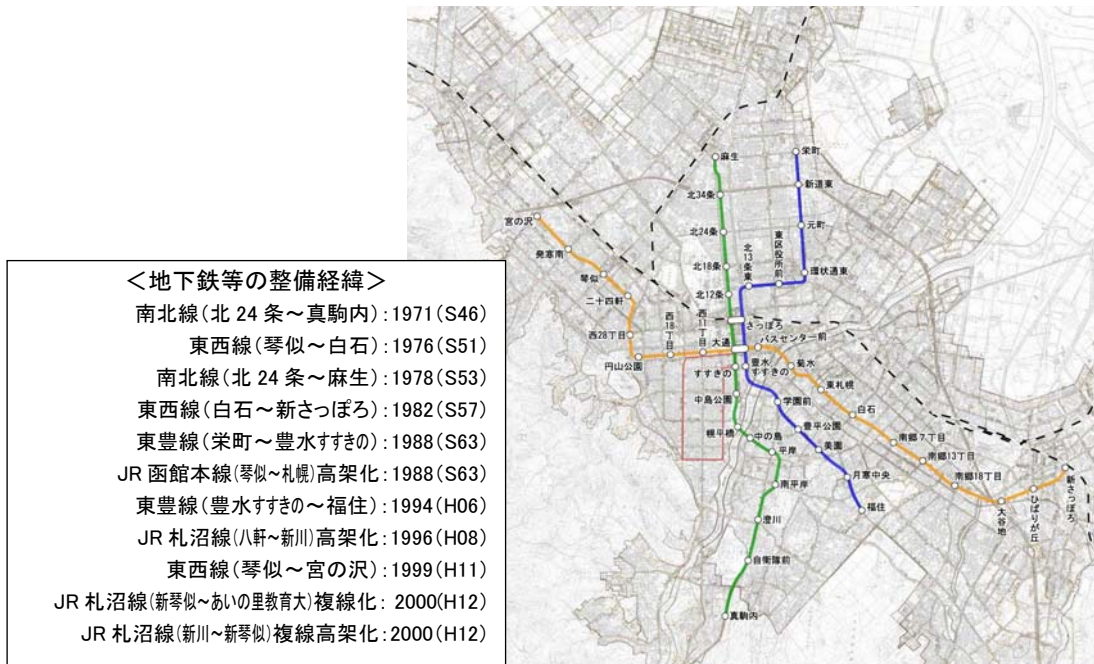 ＜地下鉄等の整備経緯＞
南北線（北24条～真駒内）：1971（S46）
東西線（琴似～白石）：1976（S51）
南北線（北24条～麻生）：1978（S53）
東西線（白石～新さっぽろ）：1982（S57）
東豊線（栄町～豊水すすきの）：1988（S63）
JR函館本線（琴似～札幌）高架化：1988（S63）
東豊線（豊水すすきの～福住）：1994（H06）
JR札沼線（八軒～新川）高架化：1996（H08）
東西線（琴似～宮の沢）：1999（H11）
JR札沼線（新琴似～あいの里教育大）複線化：2000（H12）
JR札沼線（新川～新琴似）複線高架化：2000（H12）
麻生
北34条
北24条
北18条
北12条
さっぽろ
大通
すすきの
中島公園
幌平橋
中の島
平岸
南平岸
澄川
自衛隊前
真駒内
栄町
新道東
元町
環状通東
東区役所前
北13条東
豊水すすきの
学園前
豊平公園
美園
月寒中央
福住
宮の沢
発寒南
琴似
二十四軒
西28丁目
円山公園
西18丁目
西11丁目
バスセンター前
菊水
東札幌
白石
南郷7丁目
南郷13丁目
南郷18丁目
大谷地
ひばりが丘
新さっぽろ